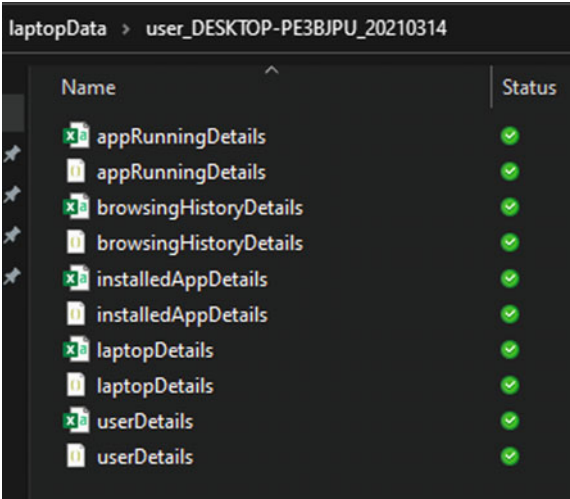 laptopData > user_DESKTOP-PE3BJPU_20210314
Name Status
appRunningDetails
appRunningDetails
browsingHistoryDetails
browsingHistoryDetails
installedAppDetails
installedAppDetails
laptopDetails
laptopDetails
userDetails
userDetails